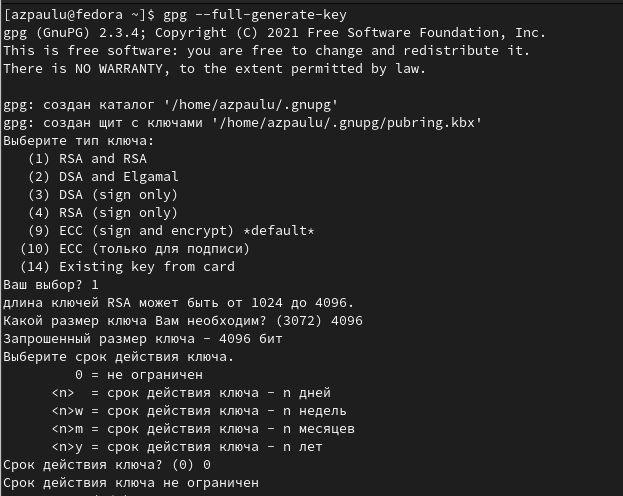 [azpaulu@fedora ~]$ gpg --full-generate-key
gpg (GnuPG) 2.3.4; Copyright (C) 2021 Free Software Foundation, Inc.
This is free software: you are free to change and redistribute it.
There is NO WARRANTY, to the extent permitted by law.

gpg: создан каталог '/home/azpaulu/.gnupg'
gpg: создан щит с ключами '/home/azpaulu/.gnupg/pubring.kbx'
Выберите тип ключа:
   (1) RSA and RSA
   (2) DSA and Elgamal
   (3) DSA (sign only)
   (4) RSA (sign only)
   (9) ECC (sign and encrypt) *default*
  (10) ECC (только для подписи)
  (14) Existing key from card
Ваш выбор? 1
длина ключей RSA может быть от 1024 до 4096.
Какой размер ключа Вам необходим? (3072) 4096
Запрошенный размер ключа - 4096 бит
Выберите срок действия ключа.
         0 = не ограничен
      <n>  = срок действия ключа - n дней
      <n>w = срок действия ключа - n недель
      <n>m = срок действия ключа - n месяцев
      <n>y = срок действия ключа - n лет
Срок действия ключа? (0) 0
Срок действия ключа не ограничен